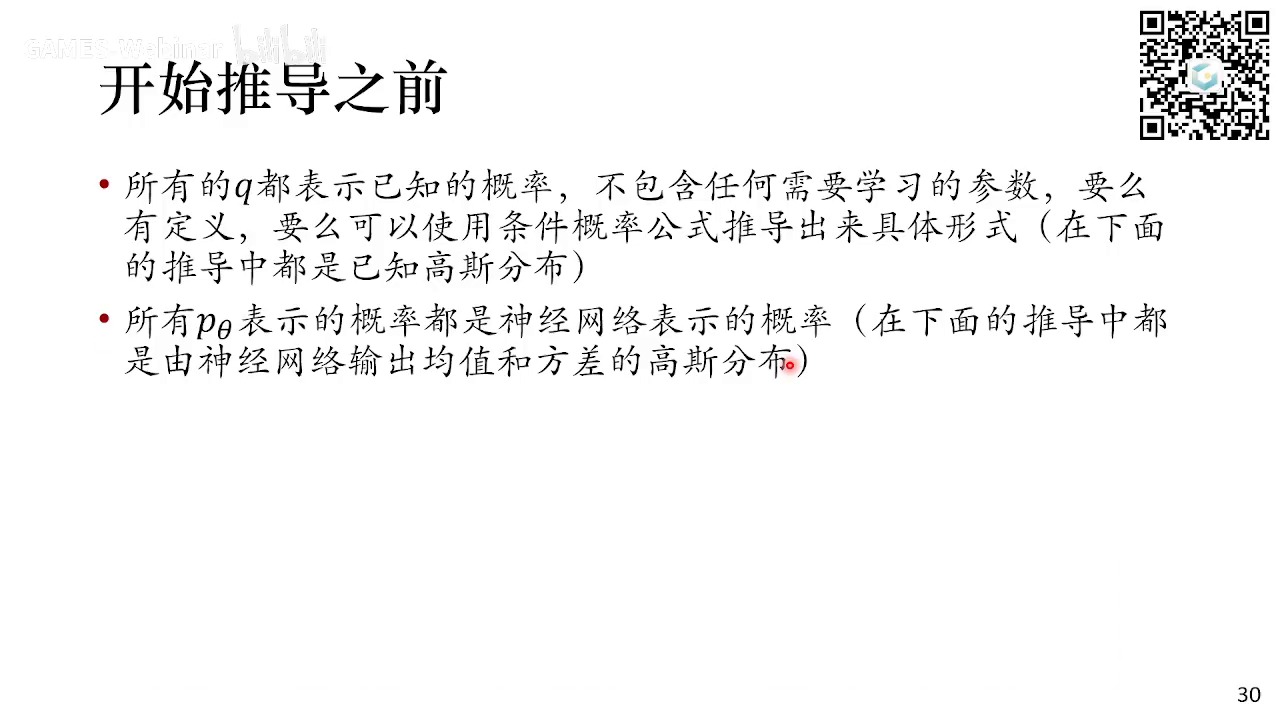 GAMES-Webinar
开始推导之前
• 所有的q都表示已知的概率，不包含任何需要学习的参数，要么
有定义，要么可以使用条件概率公式推导出来具体形式（在下面
的推导中都是已知高斯分布）
• 所有pθ表示的概率都是神经网络表示的概率（在下面的推导中都
是由神经网络输出均值和方差的高斯分布）
30